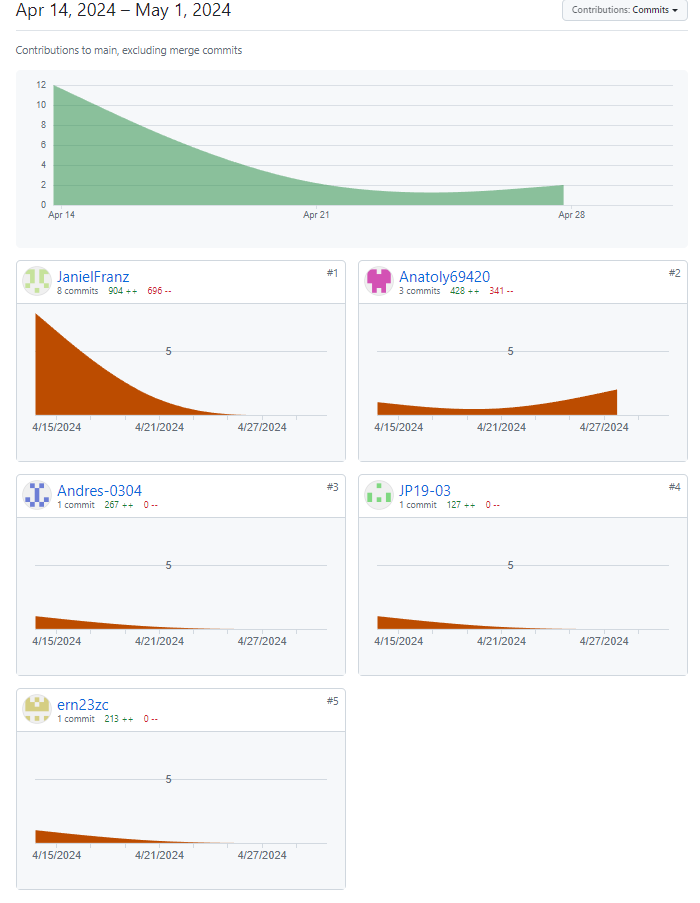 Apr 14, 2024 – May 1, 2024
Contributions: Commits
Contributions to main, excluding merge commits
12
10
8
6
4
2
0
Apr 14 Apr 21 Apr 28
JanielFranz #1
8 commits 904 ++ 696 --
5
4/15/2024 4/21/2024 4/27/2024
Anatoly69420 #2
3 commits 428 ++ 341 --
5
4/15/2024 4/21/2024 4/27/2024
Andres-0304 #3
1 commit 267 ++ 0 --
5
4/15/2024 4/21/2024 4/27/2024
JP19-03 #4
1 commit 127 ++ 0 --
5
4/15/2024 4/21/2024 4/27/2024
ern23zc #5
1 commit 213 ++ 0 --
5
4/15/2024 4/21/2024 4/27/2024